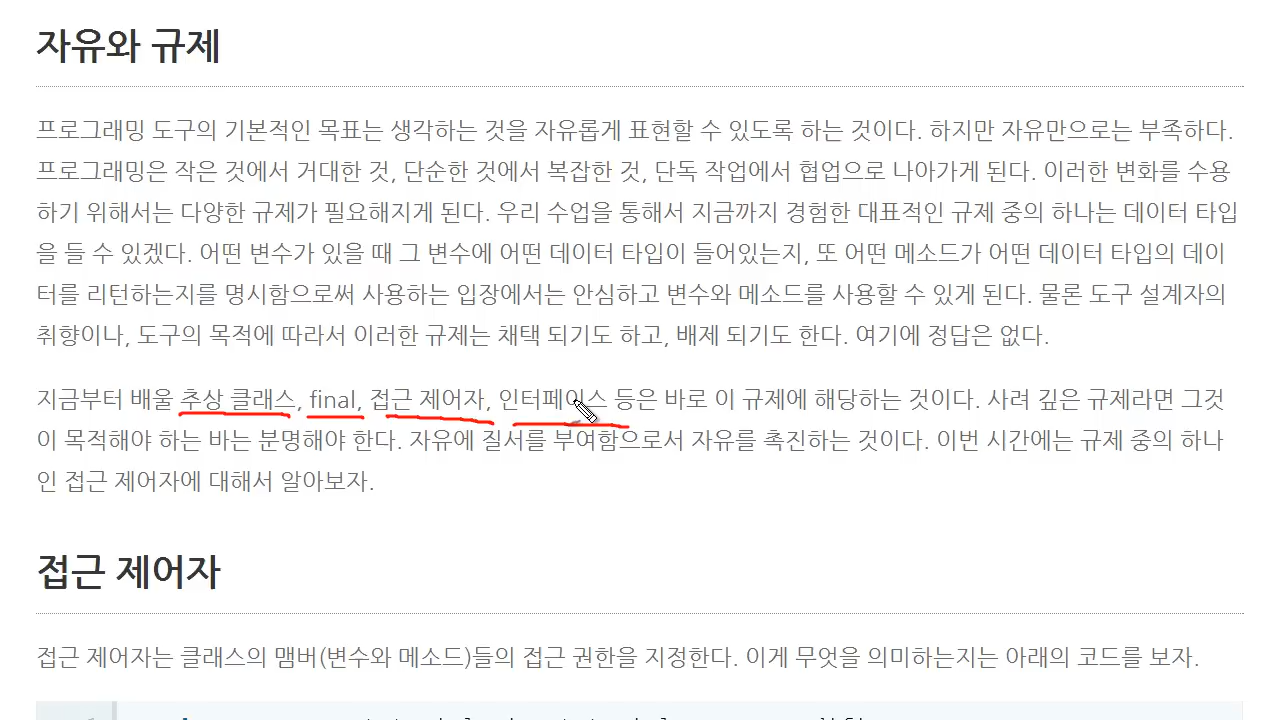 자유와 규제
프로그래밍 도구의 기본적인 목표는 생각하는 것을 자유롭게 표현할 수 있도록 하는 것이다. 하지만 자유만으로는 부족하다.
프로그래밍은 작은 것에서 거대한 것, 단순한 것에서 복잡한 것, 단독 작업에서 협업으로 나아가게 된다. 이러한 변화를 수용
하기 위해서는 다양한 규제가 필요해지게 된다. 우리 수업을 통해서 지금까지 경험한 대표적인 규제 중의 하나는 데이터 타입
을 들 수 있겠다. 어떤 변수가 있을 때 그 변수에 어떤 데이터 타입이 들어있는지, 또 어떤 메소드가 어떤 데이터 타입의 데이
터를 리턴하는지를 명시함으로써 사용하는 입장에서는 안심하고 변수와 메소드를 사용할 수 있게 된다. 물론 도구 설계자의
취향이나, 도구의 목적에 따라서 이러한 규제는 채택 되기도 하고, 배제 되기도 한다. 여기에 정답은 없다.
지금부터 배울 추상 클래스, final, 접근 제어자, 인터페이스 등은 바로 이 규제에 해당하는 것이다. 사려 깊은 규제라면 그것
이 목적해야 하는 바는 분명해야 한다. 자유에 질서를 부여함으로서 자유를 촉진하는 것이다. 이번 시간에는 규제 중의 하나
인 접근 제어자에 대해서 알아보자.
접근 제어자
접근 제어자는 클래스의 맴버(변수와 메소드)들의 접근 권한을 지정한다. 이게 무엇을 의미하는지는 아래의 코드를 보자.